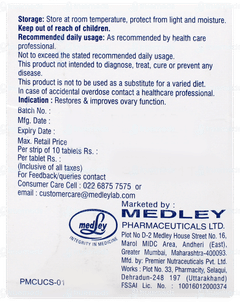 Storage: Store at room temperature, protect from light and moisture.
Keep out of reach of children.
Recommended daily usage: As recommended by health care
professional.
Not to exceed the stated recommended daily usage.
This product not intended to diagnose, treat, cure or prevent any
disease.
This product is not to be used as a substitute for a varied diet.
In case of accidental overdose contact a healthcare professional.
Indication : Restores & improves ovary function.
Batch No. :
Mfg. Date :
Expiry Date :
Max. Retail Price
Per strip of 10 tablets Rs. :
Per tablet Rs. :
(Inclusive of all taxes)
For Feedback/queries contact
Consumer Care Cell : 022 6875 7575 or
email : customercare@medleylab.com
medley
INTEGRITY IN MEDICINE
Marketed by :
MEDLEY
PHARMACEUTICALS LTD.
Plot No D-2 Medley House Street No. 16,
Marol MIDC Area, Andheri (East),
Greater Mumbai, Maharashtra-400093.
Mfg. by: Premier Nutraceuticals Pvt. Ltd.
Works : Plot No. 33, Pharmacity, Selaqui,
Dehradun-248 197 (Uttarakhand)
FSSAI Lic. No. : 10016012000374
PMCUCS-0